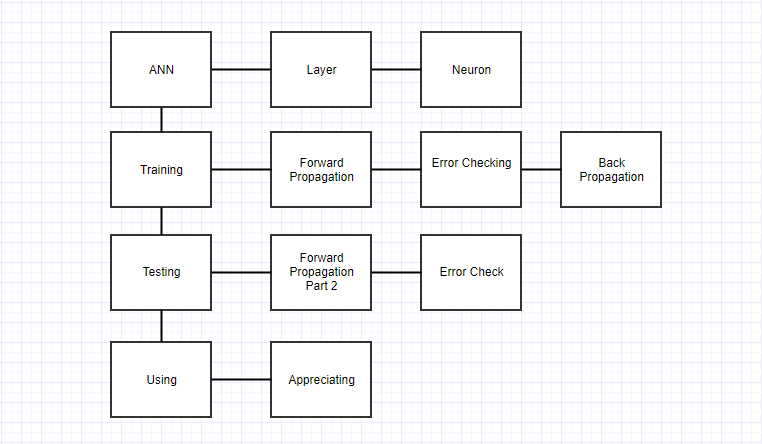 ANN
Layer
Neuron
Training
Forward
Propagation
Error Checking
Back
Propagation
Testing
Forward
Propagation
Part 2
Error Check
Using
Appreciating